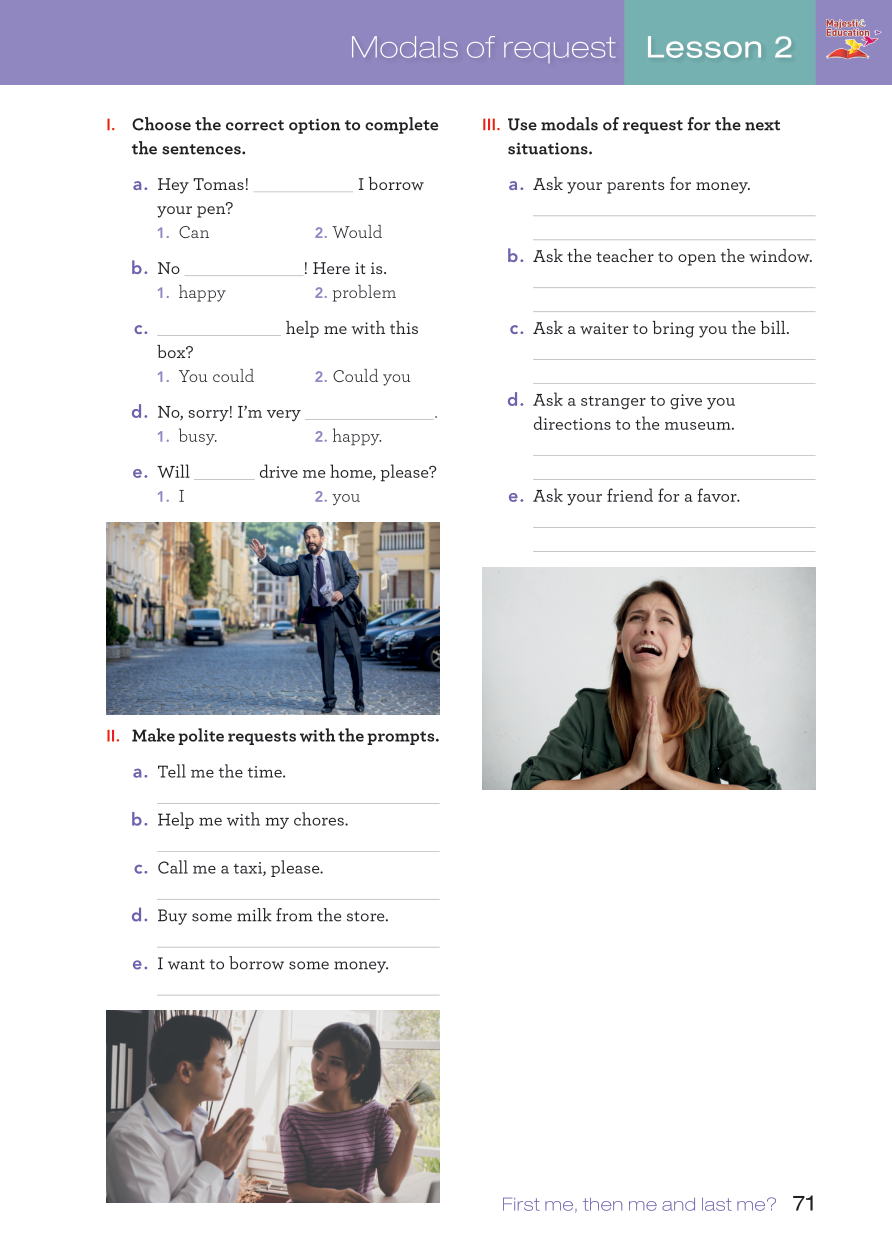 Modals of request Lesson 2
Majestic Education
I. Choose the correct option to complete
the sentences.
a. Hey Tomas! ____________ I borrow
your pen?
1. Can 2. Would
b. No ______________! Here it is.
1. happy 2. problem
c. ______________ help me with this
box?
1. You could 2. Could you
d. No, sorry! I’m very _______________.
1. busy. 2. happy.
e. Will _______ drive me home, please?
1. I 2. you
II. Make polite requests with the prompts.
a. Tell me the time.
b. Help me with my chores.
c. Call me a taxi, please.
d. Buy some milk from the store.
e. I want to borrow some money.
III. Use modals of request for the next
situations.
a. Ask your parents for money.
b. Ask the teacher to open the window.
c. Ask a waiter to bring you the bill.
d. Ask a stranger to give you
directions to the museum.
e. Ask your friend for a favor.
First me, then me and last me? 71